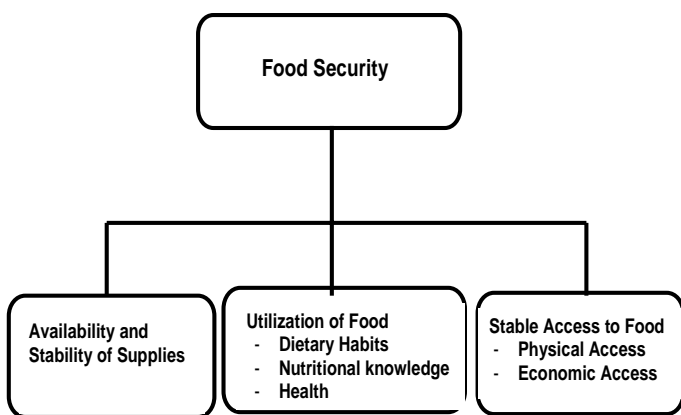 Food Security
Availability and
Stability of Supplies
Utilization of Food
- Dietary Habits
- Nutritional knowledge
- Health
Stable Access to Food
- Physical Access
- Economic Access